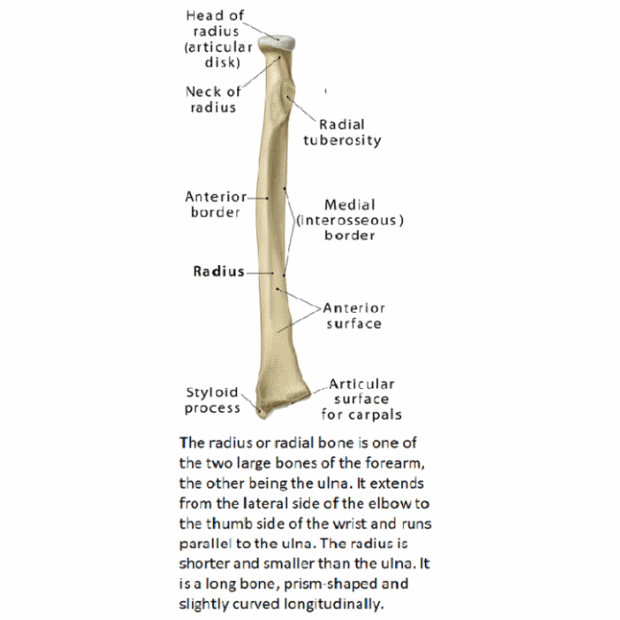 Head of
radius
(articular
disk)
Neck of
radius
Radial
tuberosity
Anterior
border
Medial
(interosseous)
border
Radius
Anterior
surface
Styloid
process
Articular
surface
for carpals
The radius or radial bone is one of
the two large bones of the forearm,
the other being the ulna. It extends
from the lateral side of the elbow to
the thumb side of the wrist and runs
parallel to the ulna. The radius is
shorter and smaller than the ulna. It
is a long bone, prism-shaped and
slightly curved longitudinally.